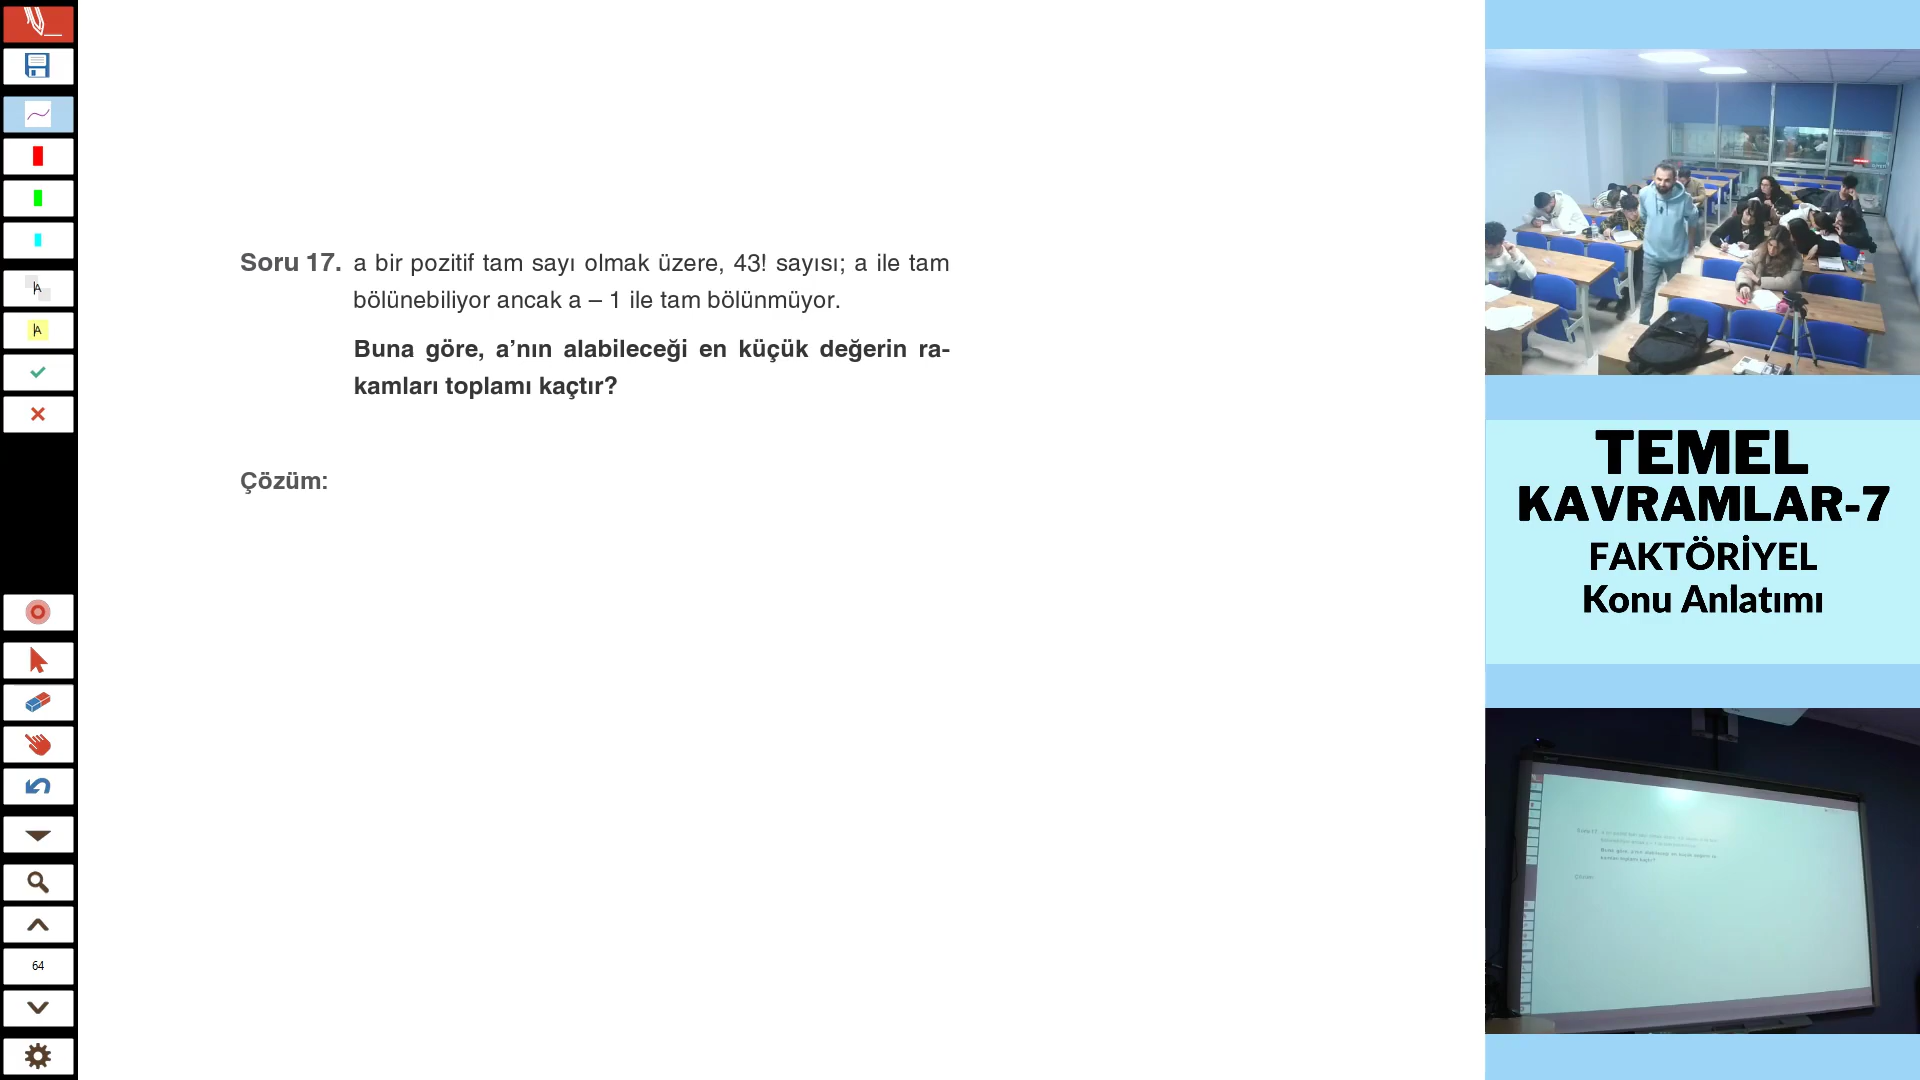 Soru 17. a bir pozitif tam sayı olmak üzere, 43! sayısı; a ile tam
bölünebiliyor ancak a – 1 ile tam bölünmüyor.
Buna göre, a’nın alabileceği en küçük değerin ra-
kamları toplamı kaçtır?
Çözüm:
A
A
64
TEMEL
KAVRAMLAR-7
FAKTÖRİYEL
Konu Anlatımı